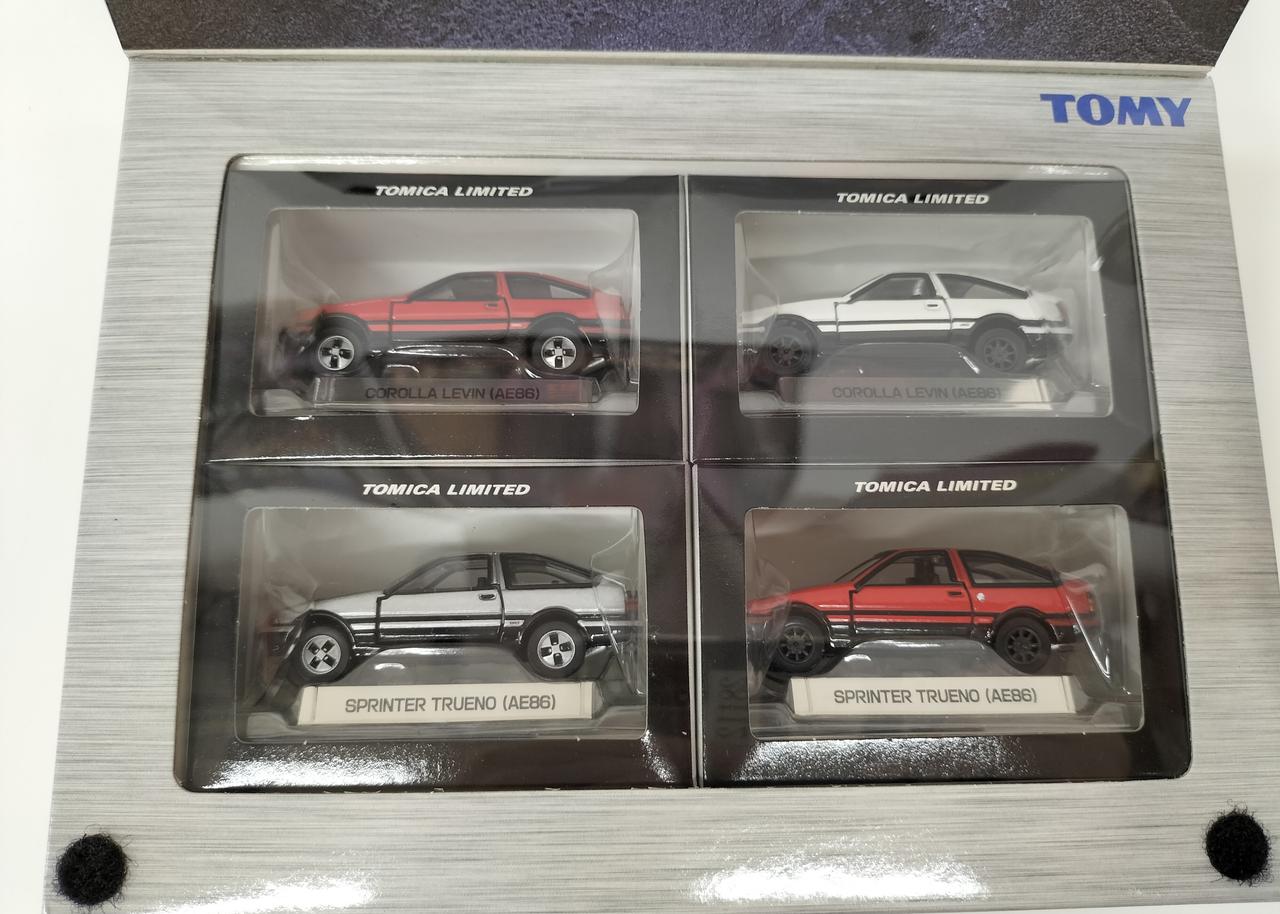 TOMY
TOMICA LIMITED
COROLLA LEVIN (AE86)
TOMICA LIMITED
COROLLA LEVIN (AE86)
TOMICA LIMITED
SPRINTER TRUENO (AE86)
TOMICA LIMITED
SPRINTER TRUENO (AE86)